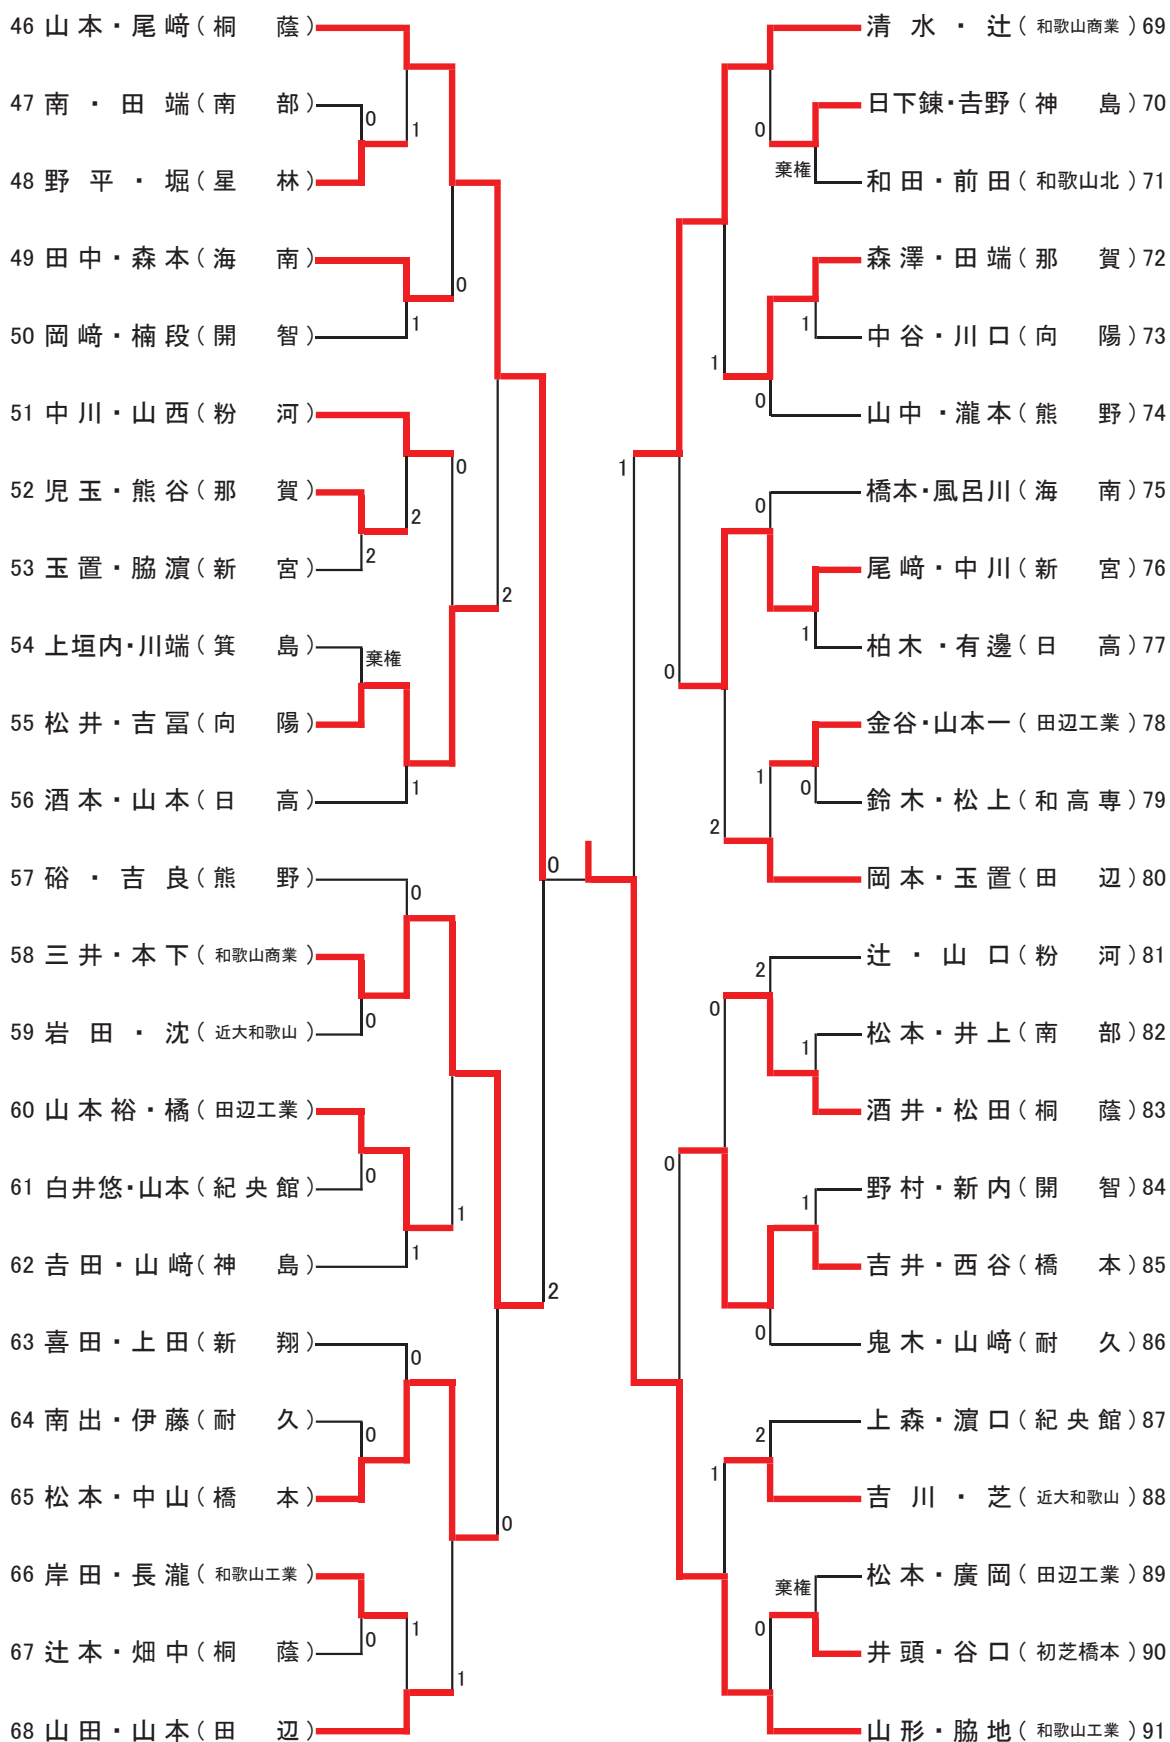 46 山本・尾﨑(桐蔭)
0
47 南・田端(南部)
1
48 野平・堀(星林)
49 田中・森本(海南)
0
1
50 岡﨑・楠段(開智)
51 中川・山西(粉河)
0
52 児玉・熊谷(那賀)
2
2
53 玉置・脇濵(新宮)
2
54 上垣内・川端(箕島)
棄権
55 松井・吉冨(向陽)
1
56 酒本・山本(日高)
0
57 硲・吉良(熊野)
0
58 三井・本下(和歌山商業)
0
59 岩田・沈(近大和歌山)
60 山本裕・橘(田辺工業)
0
61 白井悠・山本(紀央館)
1
1
62 𠮷田・山﨑(神島)
2
63 喜田・上田(新翔)
0
64 南出・伊藤(耐久)
0
65 松本・中山(橋本)
0
66 岸田・長瀧(和歌山工業)
1
0
67 辻本・畑中(桐蔭)
1
68 山田・山本(田辺)
清水・辻(和歌山商業)69
日下錬・𠮷野(神島)70
0
棄権
和田・前田(和歌山北)71
森澤・田端(那賀)72
1
中谷・川口(向陽)73
1
0
山中・瀧本(熊野)74
1
橋本・風呂川(海南)75
0
尾﨑・中川(新宮)76
1
柏木・有邊(日高)77
0
金谷・山本一(田辺工業)78
1
0
鈴木・松上(和高専)79
2
岡本・玉置(田辺)80
辻・山口(粉河)81
2
0
松本・井上(南部)82
1
酒井・松田(桐蔭)83
0
野村・新内(開智)84
1
吉井・西谷(橋本)85
0
鬼木・山﨑(耐久)86
上森・濵口(紀央館)87
2
1
吉川・芝(近大和歌山)88
松本・廣岡(田辺工業)89
棄権
0
井頭・谷口(初芝橋本)90
山形・脇地(和歌山工業)91